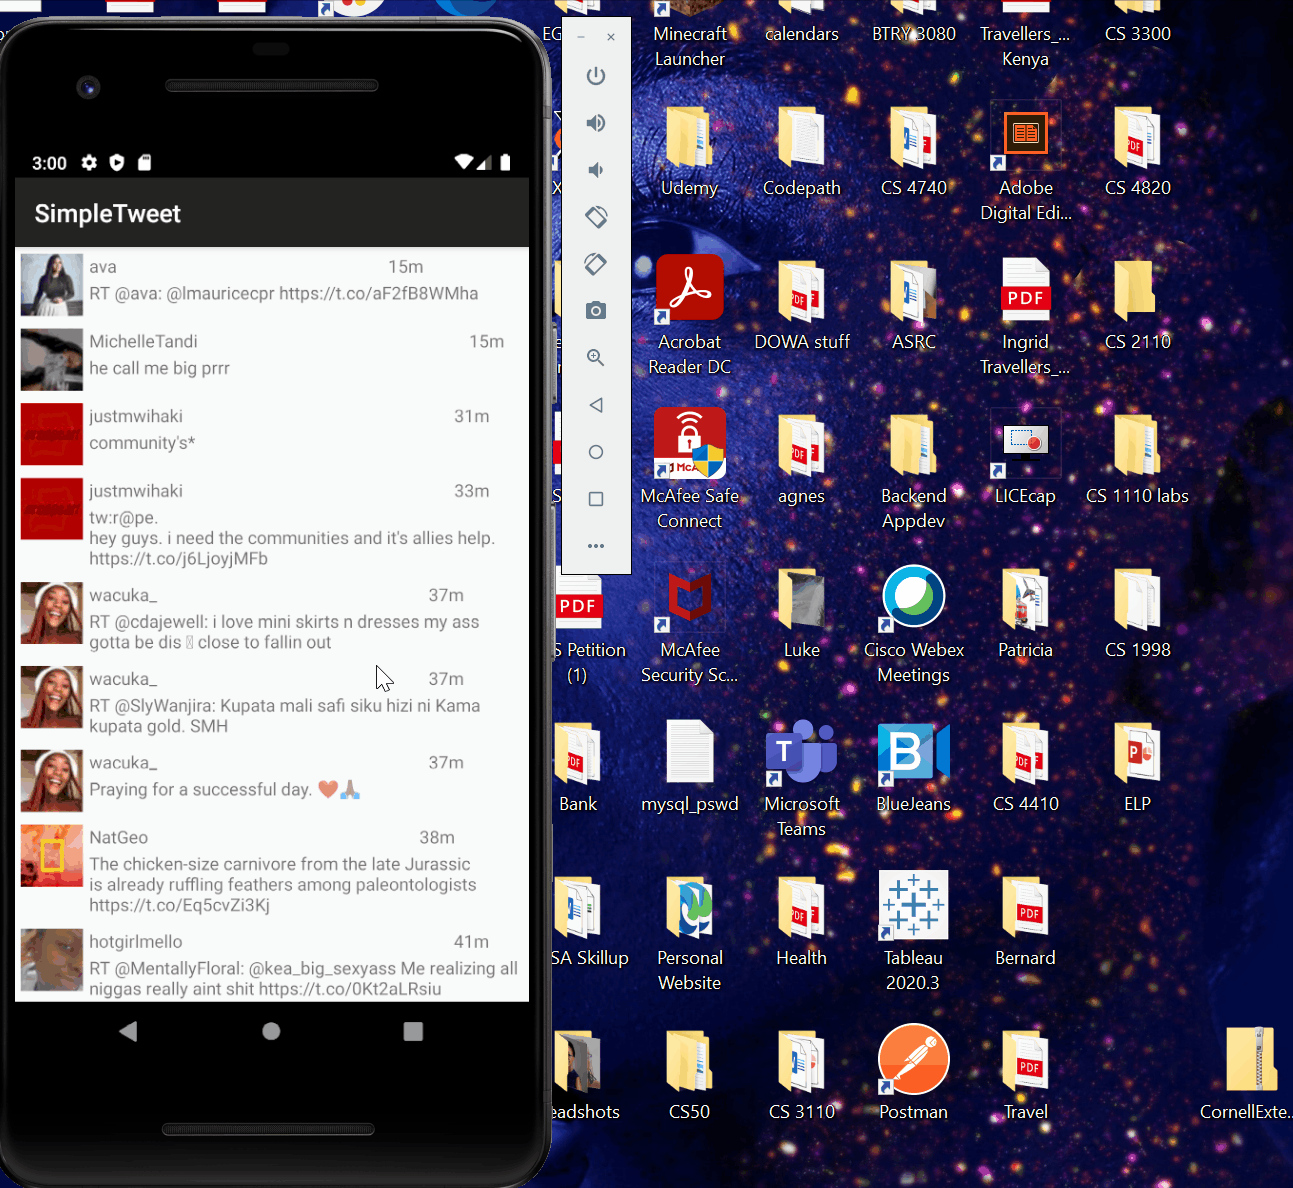 3:00
SimpleTweet
ava 15m
RT @ava: @lmauricecpr https://t.co/aF2fB8WMha
MichelleTandi 15m
he call me big prrr
justmwihaki 31m
community's*
justmwihaki 33m
tw:r@pe.
hey guys. i need the communities and it's allies help.
https://t.co/j6LjoyjMFb
wacuka_ 37m
RT @cdajewell: i love mini skirts n dresses my ass
gotta be dis close to fallin out
wacuka_ 37m
RT @SlyWanjira: Kupata mali safi siku hizi ni Kama
kupata gold. SMH
wacuka_ 37m
Praying for a successful day. ❤️🙏🏽
NatGeo 38m
The chicken-size carnivore from the late Jurassic
is already ruffling feathers among paleontologists
https://t.co/Eq5cvZi3Kj
hotgirlmello 41m
RT @MentallyFloral: @kea_big_sexyass Me realizing all
niggas really aint shit https://t.co/0Kt2aLRsiu
EG
Minecraft
Launcher
calendars
BTRY 3080
Travellers_...
Kenya
CS 3300
Udemy
Codepath
CS 4740
Adobe
Digital Edi...
CS 4820
Acrobat
Reader DC
DOWA stuff
ASRC
PDF
Ingrid
Travellers_...
CS 2110
McAfee Safe
Connect
agnes
Backend
Appdev
LICEcap
CS 1110 labs
PDF
S Petition
(1)
McAfee
Security Sc...
Luke
Cisco Webex
Meetings
Patricia
CS 1998
Bank
mysql_pswd
Microsoft
Teams
BlueJeans
CS 4410
ELP
SA Skillup
Personal
Website
Health
Tableau
2020.3
Bernard
eadshots
CS50
CS 3110
Postman
Travel
CornellExte...